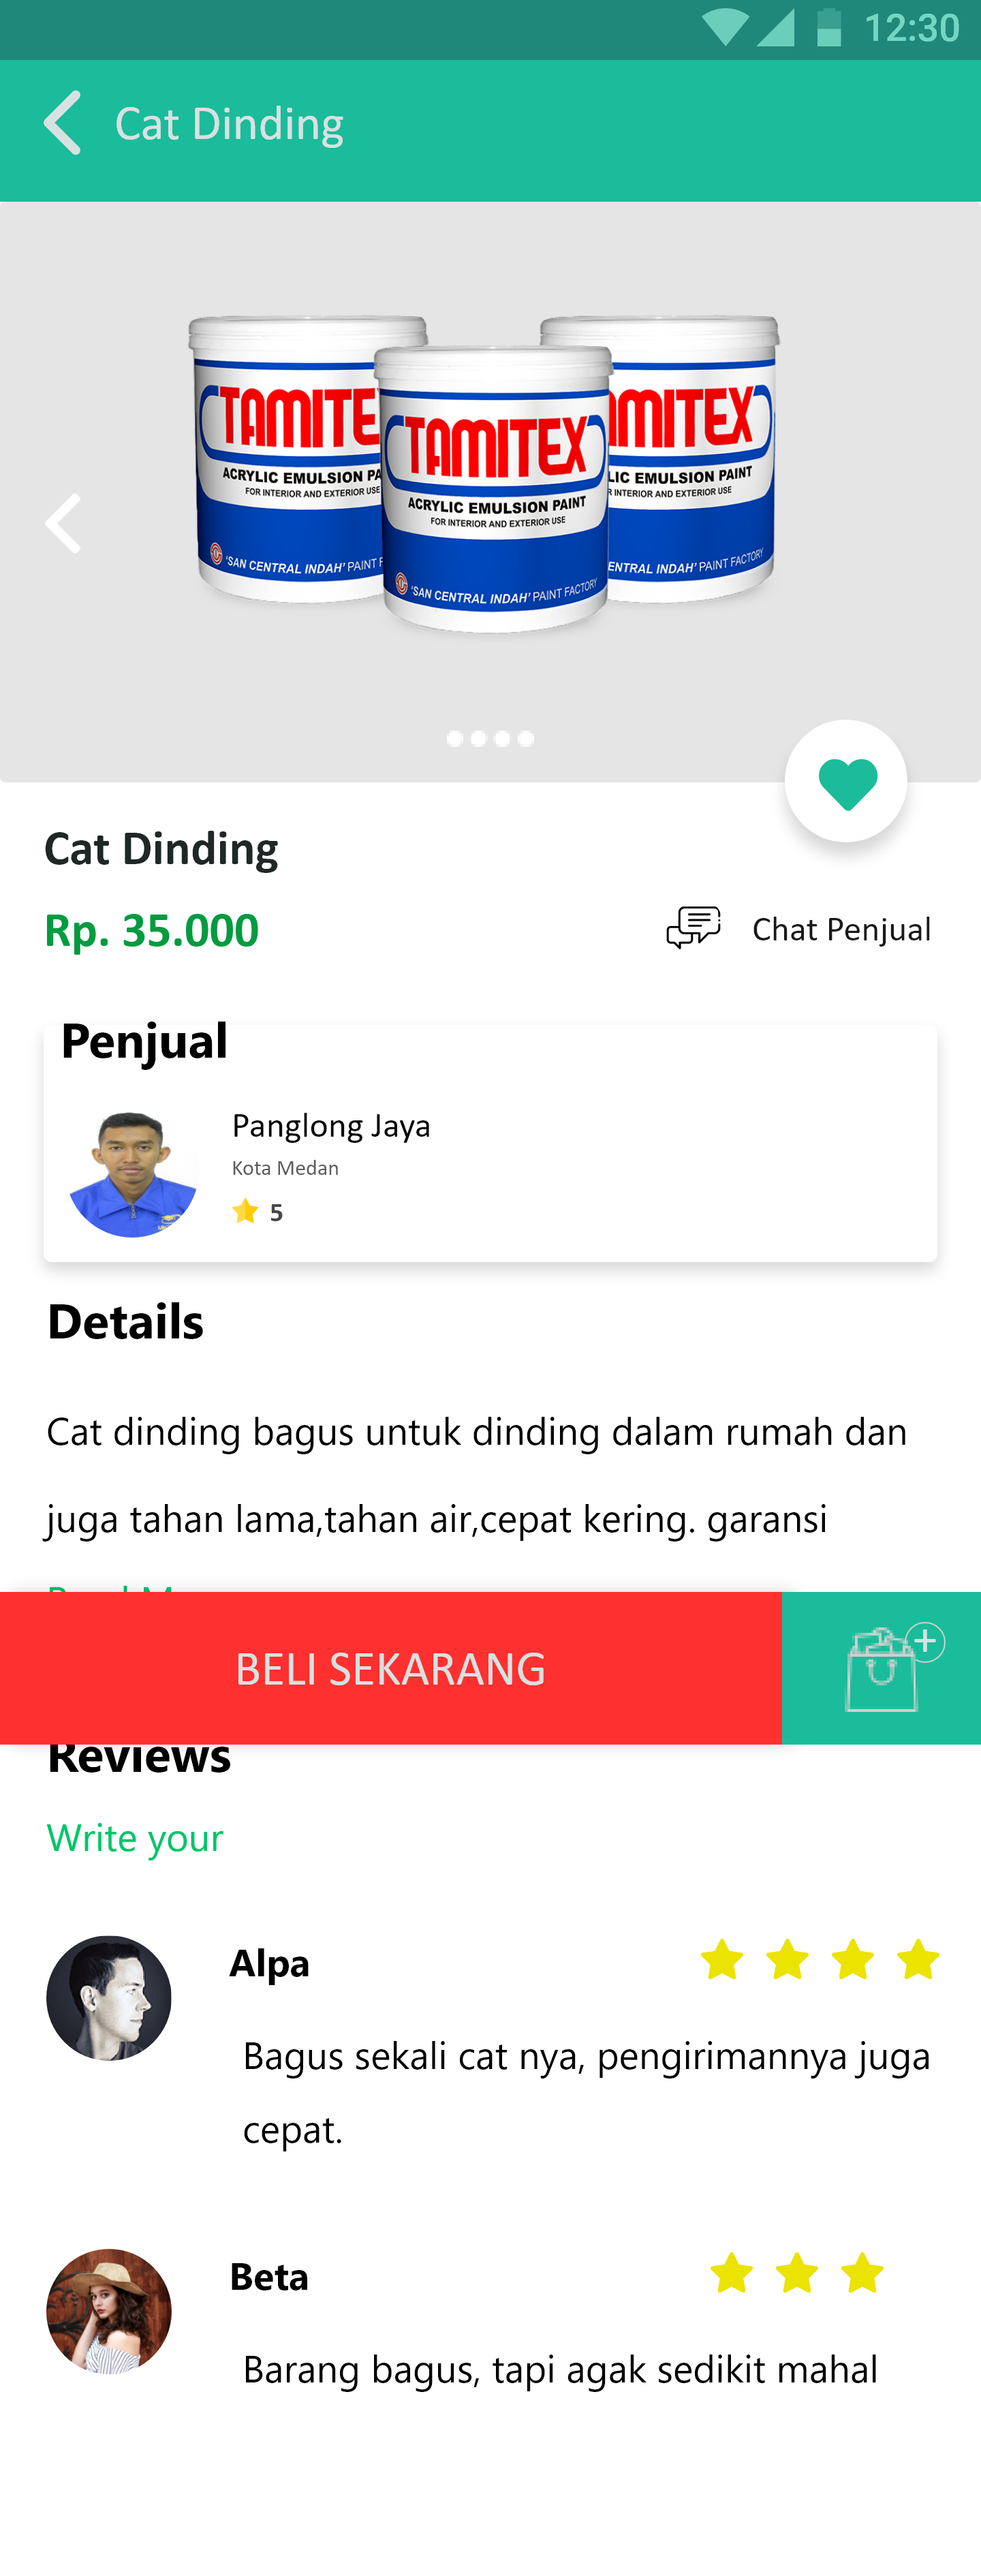 12:30
Cat Dinding
TAMITE
TAMITEX
AMITEX
ACRYLIC EMULSION PA
ACRYLIC EMULSION PAINT
LIC EMULSION PAINT
FOR INTERIOR AND EXTERIOR USE
FOR INTERIOR AND EXTERIOR USE
R INTERIOR AND EXTERIOR USE
'SAN CENTRAL INDAH' PAINT F
'SAN CENTRAL INDAH' PAINT FACTORY
ENTRAL INDAH' PAINT FACTORY
Cat Dinding
Rp. 35.000
Chat Penjual
Penjual
Panglong Jaya
Kota Medan
5
Details
Cat dinding bagus untuk dinding dalam rumah dan
juga tahan lama,tahan air,cepat kering. garansi
BELI SEKARANG
Reviews
Write your
Alpa
Bagus sekali cat nya, pengirimannya juga
cepat.
Beta
Barang bagus, tapi agak sedikit mahal